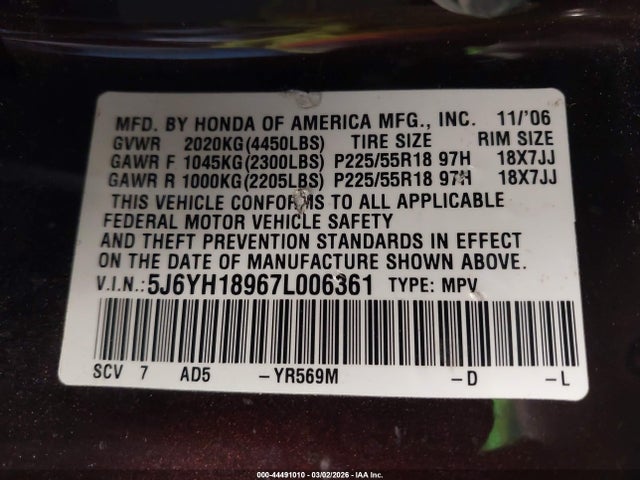 MFD. BY HONDA OF AMERICA MFG., INC. 11/'06
GVWR 2020KG(4450LBS) TIRE SIZE RIM SIZE
GAWR F 1045KG(2300LBS) P225/55R18 97H 18X7JJ
GAWR R 1000KG(2205LBS) P225/55R18 97H 18X7JJ
THIS VEHICLE CONFORMS TO ALL APPLICABLE
FEDERAL MOTOR VEHICLE SAFETY
AND THEFT PREVENTION STANDARDS IN EFFECT
ON THE DATE OF MANUFACTURE SHOWN ABOVE.
V.I.N.:5J6YH18967L006361 TYPE: MPV
SCV 7 AD5 -YR569M -D -L
000-44491010 | 03/02/2026 | IAA Inc.